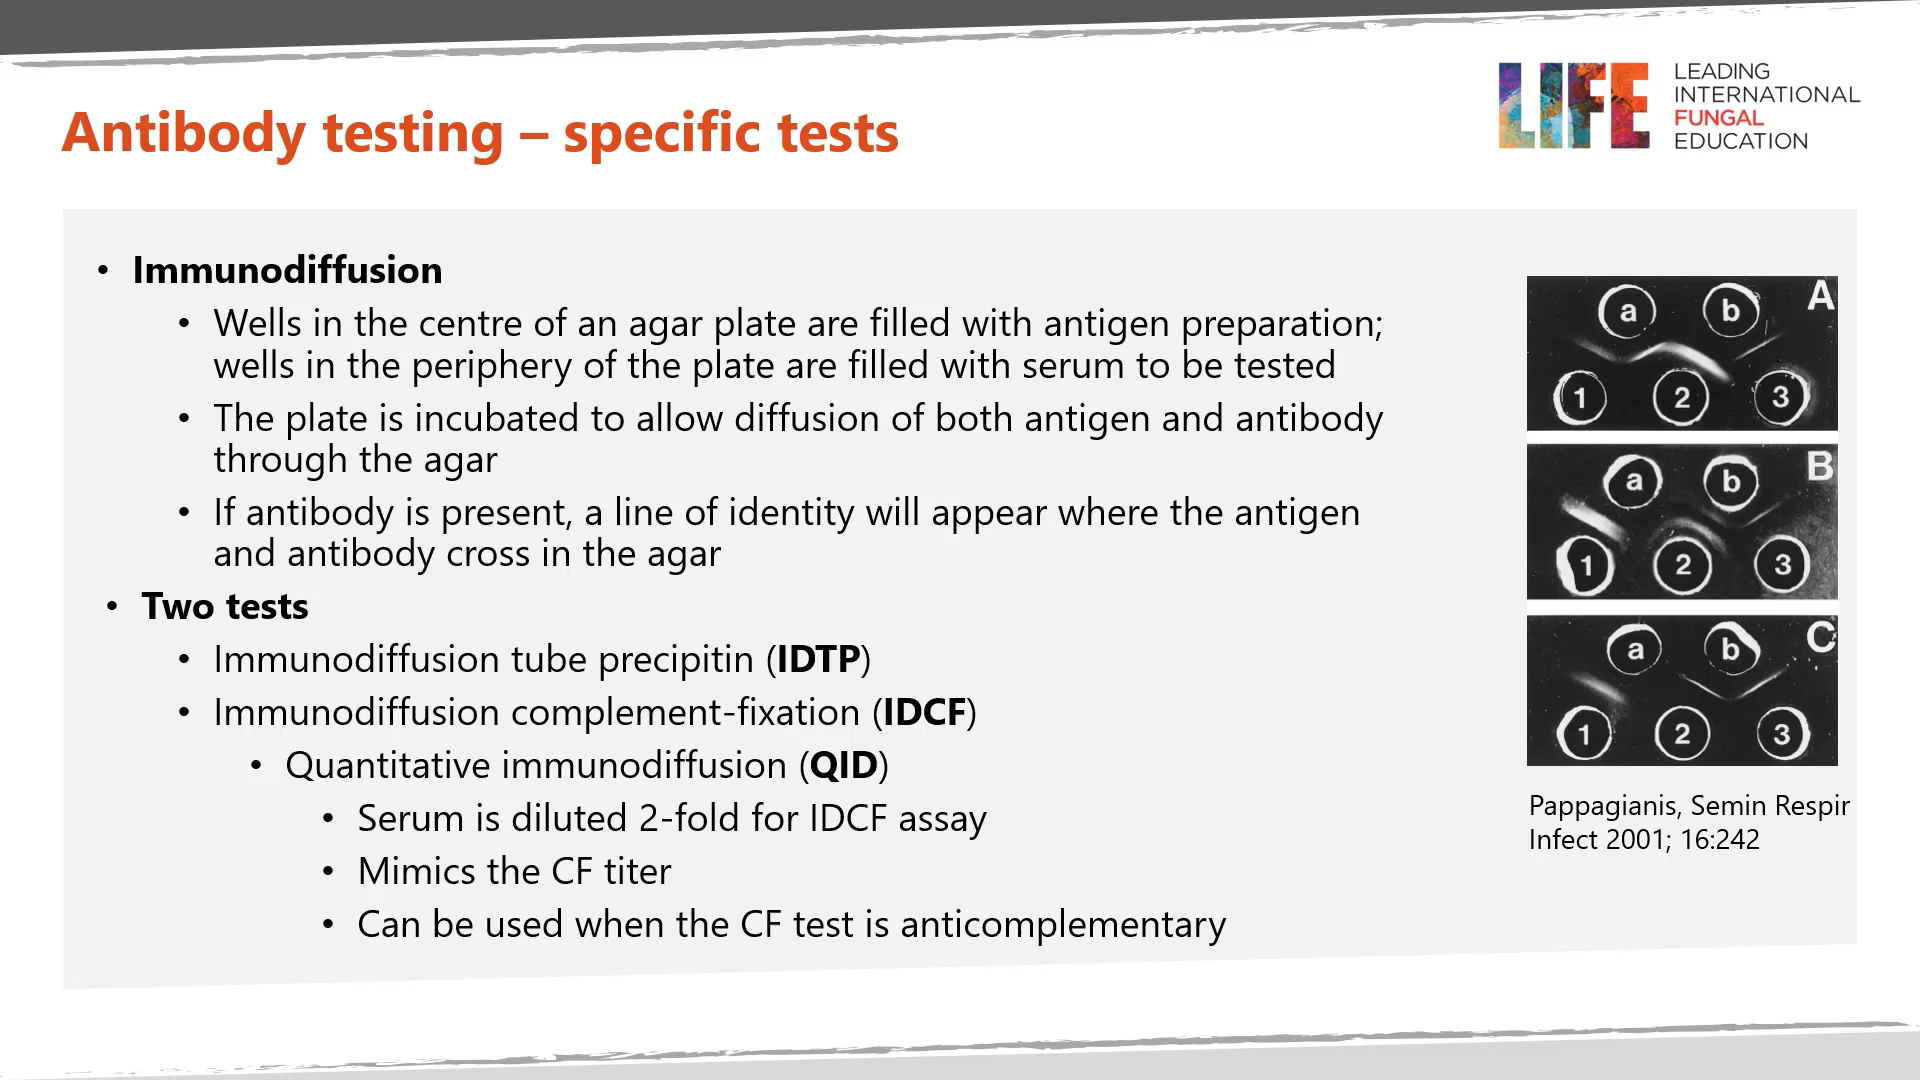 LIFE
LEADING
INTERNATIONAL
FUNGAL
EDUCATION
Antibody testing – specific tests
• Immunodiffusion
• Wells in the centre of an agar plate are filled with antigen preparation;
wells in the periphery of the plate are filled with serum to be tested
• The plate is incubated to allow diffusion of both antigen and antibody
through the agar
• If antibody is present, a line of identity will appear where the antigen
and antibody cross in the agar
• Two tests
• Immunodiffusion tube precipitin (IDTP)
• Immunodiffusion complement-fixation (IDCF)
• Quantitative immunodiffusion (QID)
• Serum is diluted 2-fold for IDCF assay
• Mimics the CF titer
• Can be used when the CF test is anticomplementary
a b A
1 2 3
a b B
1 2 3
a b C
1 2 3
Pappagianis, Semin Respir
Infect 2001; 16:242